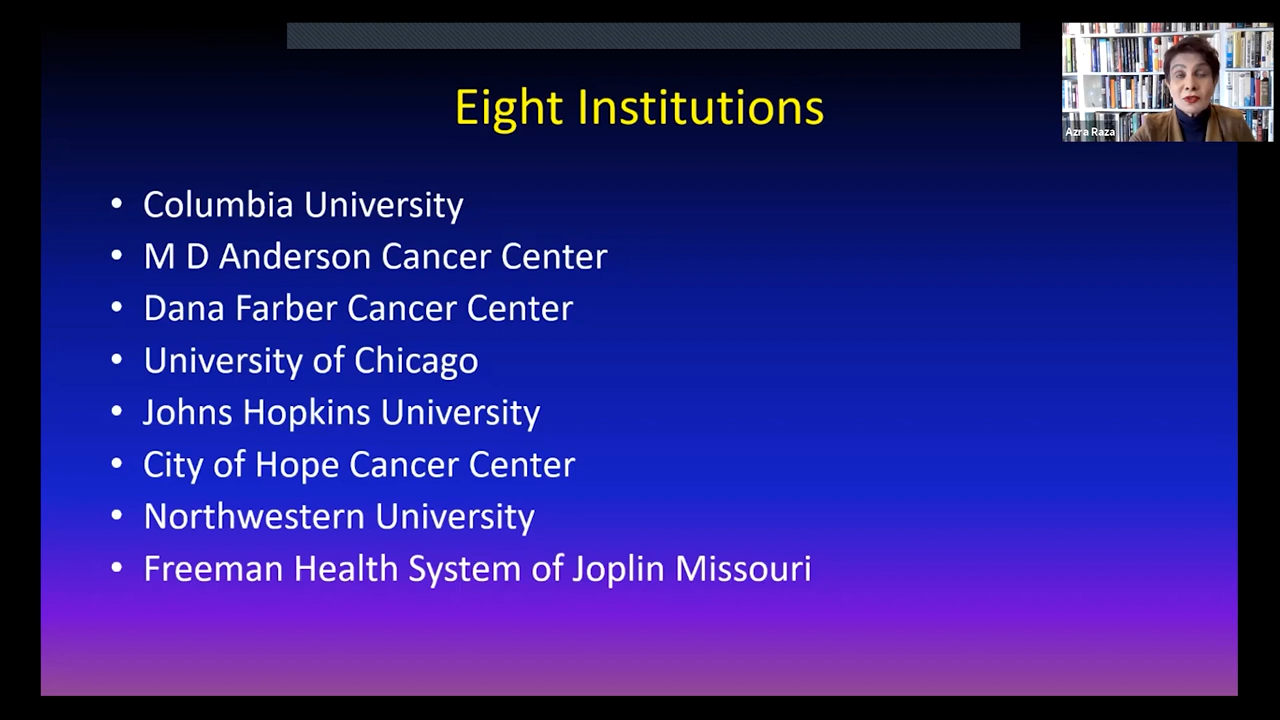 Eight Institutions
Azra Raza
• Columbia University
• M D Anderson Cancer Center
• Dana Farber Cancer Center
• University of Chicago
• Johns Hopkins University
• City of Hope Cancer Center
• Northwestern University
• Freeman Health System of Joplin Missouri